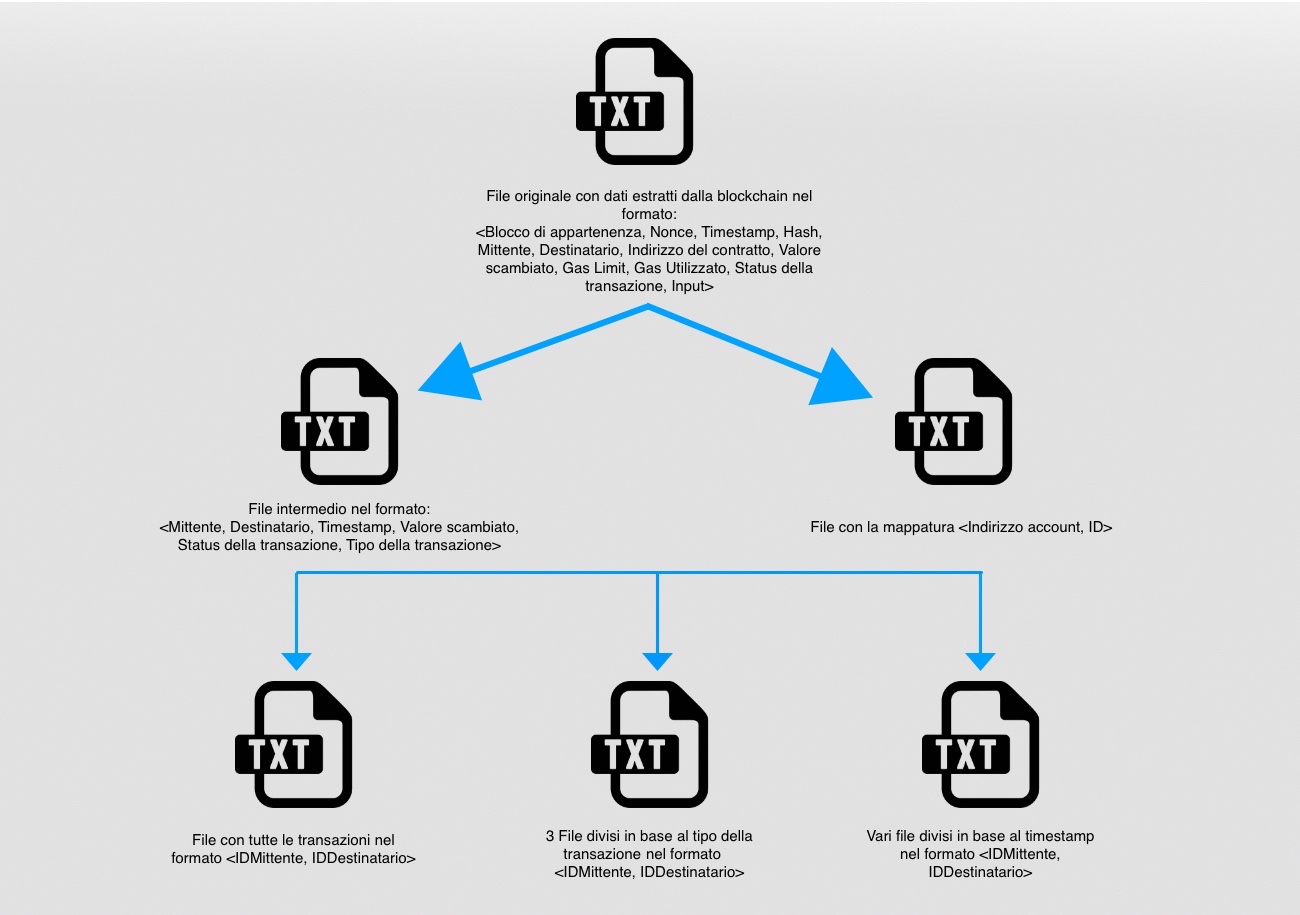 TXT
File originale con dati estratti dalla blockchain nel
formato:
<Blocco di appartenenza, Nonce, Timestamp, Hash,
Mittente, Destinatario, Indirizzo del contratto, Valore
scambiato, Gas Limit, Gas Utilizzato, Status della
transazione, Input>
TXT
TXT
File intermedio nel formato:
<Mittente, Destinatario, Timestamp, Valore scambiato,
Status della transazione, Tipo della transazione>
File con la mappatura <Indirizzo account, ID>
TXT
TXT
TXT
File con tutte le transazioni nel
formato <IDMittente, IDDestinatario>
3 File divisi in base al tipo della
transazione nel formato
<IDMittente, IDDestinatario>
Vari file divisi in base al timestamp
nel formato <IDMittente,
IDDestinatario>